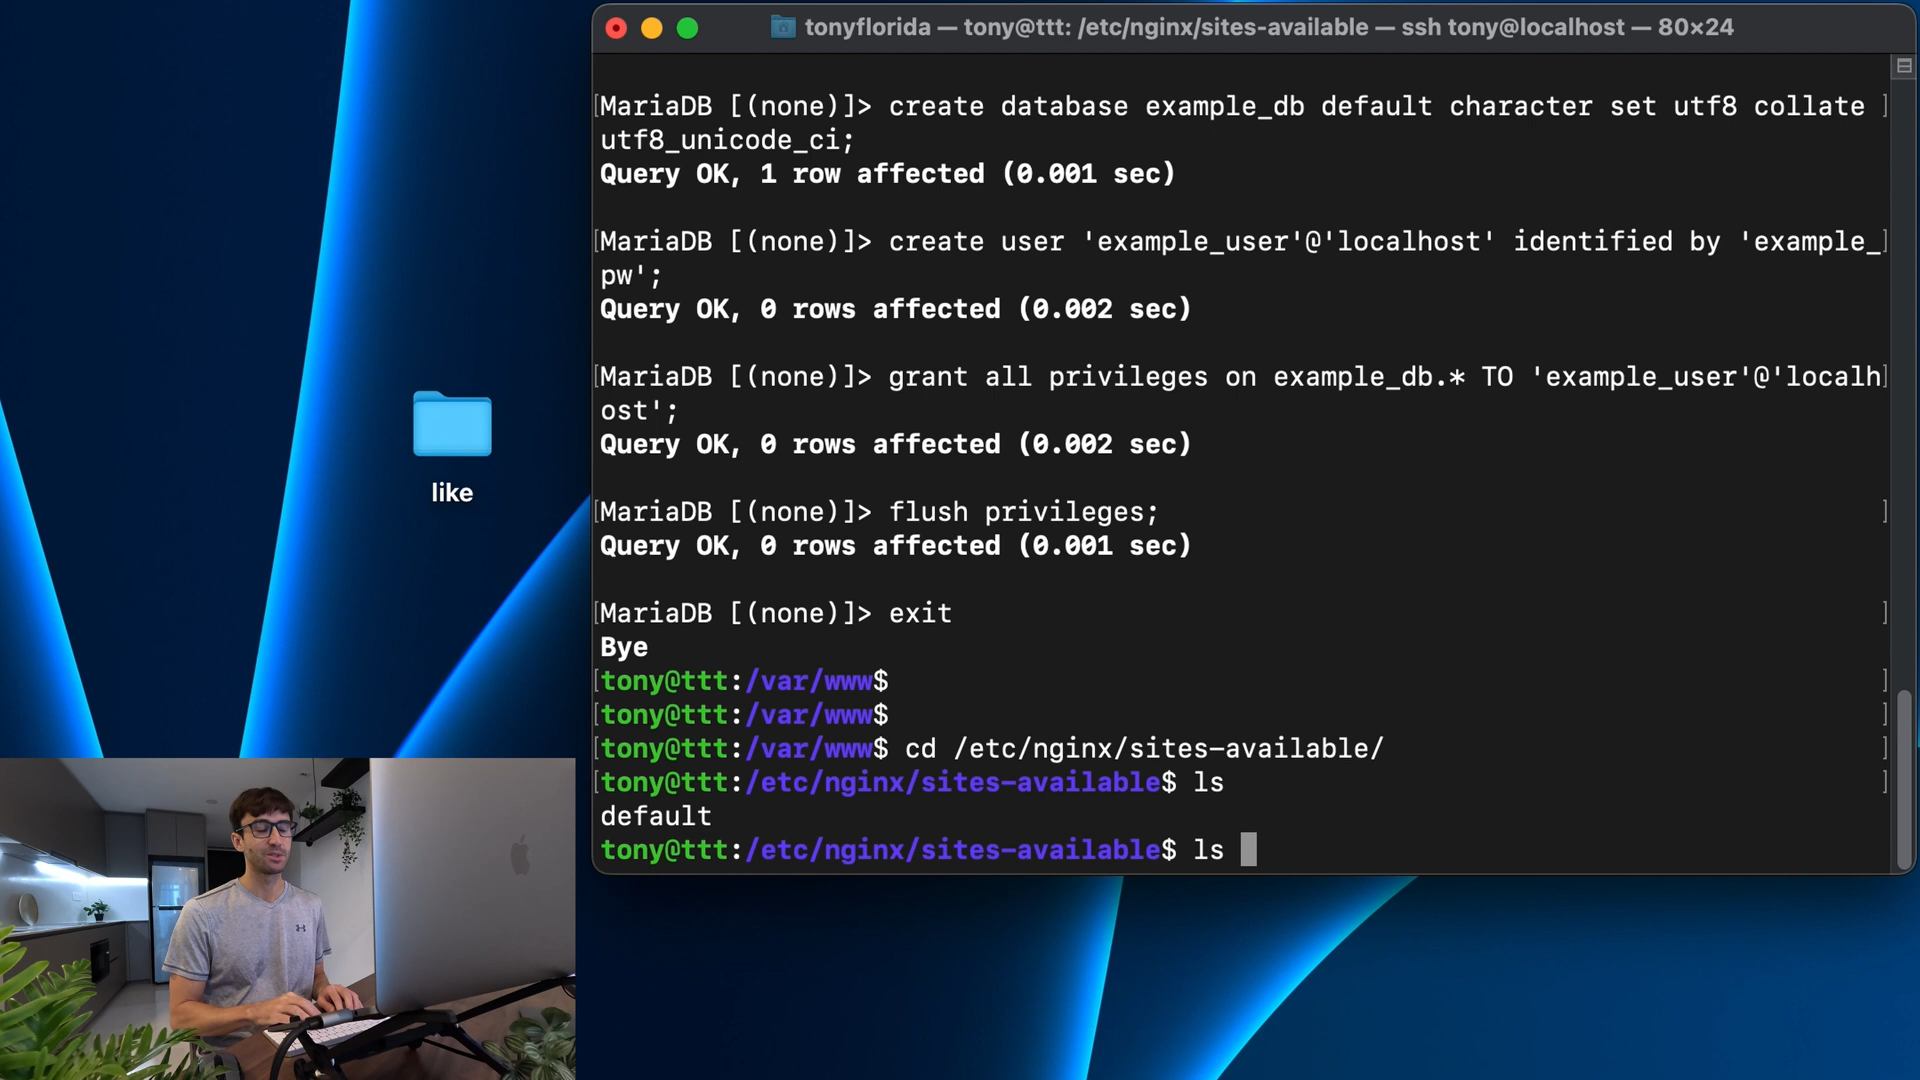 tonyflorida — tony@ttt: /etc/nginx/sites-available — ssh tony@localhost — 80×24
[MariaDB [(none)]> create database example_db default character set utf8 collate ]
utf8_unicode_ci;
Query OK, 1 row affected (0.001 sec)
[MariaDB [(none)]> create user 'example_user'@'localhost' identified by 'example_]
pw';
Query OK, 0 rows affected (0.002 sec)
[MariaDB [(none)]> grant all privileges on example_db.* TO 'example_user'@'localh]
ost';
Query OK, 0 rows affected (0.002 sec)
[MariaDB [(none)]> flush privileges; ]
Query OK, 0 rows affected (0.001 sec)
[MariaDB [(none)]> exit ]
Bye
[tony@ttt:/var/www$ ]
[tony@ttt:/var/www$ ]
[tony@ttt:/var/www$ cd /etc/nginx/sites-available/ ]
[tony@ttt:/etc/nginx/sites-available$ ls ]
default
tony@ttt:/etc/nginx/sites-available$ ls
like